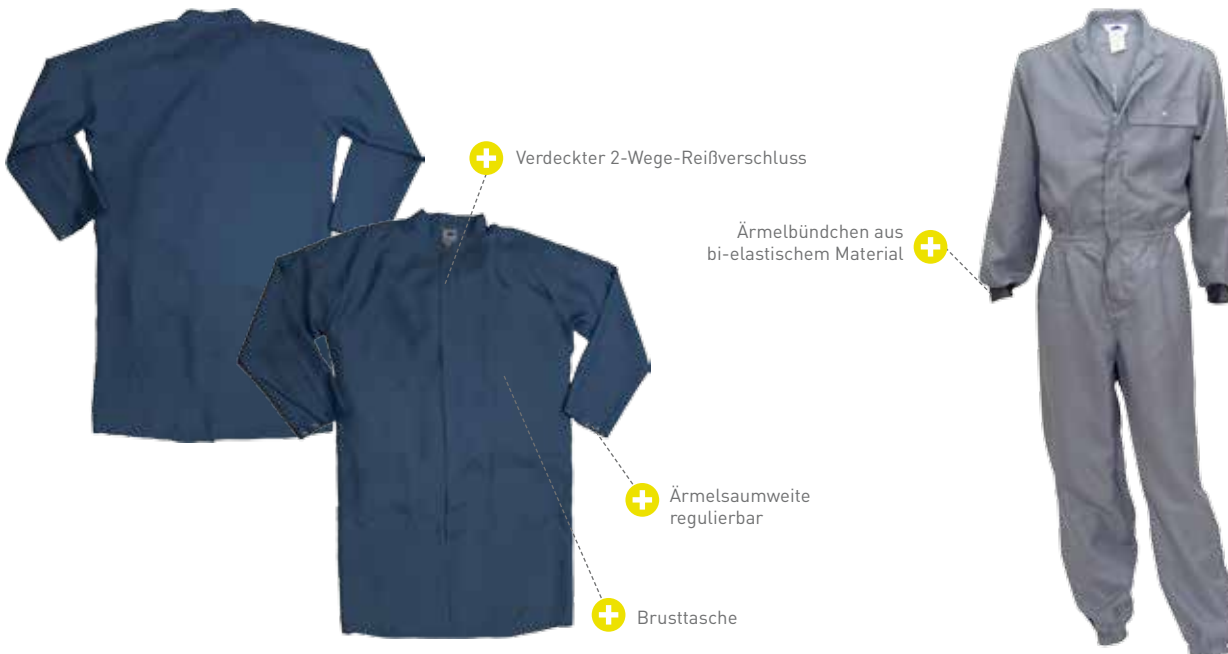 Verdeckter 2-Wege-Reißverschluss
Ärmelbündchen aus
bi-elastischem Material
Ärmelsaumweite
regulierbar
Brusttasche